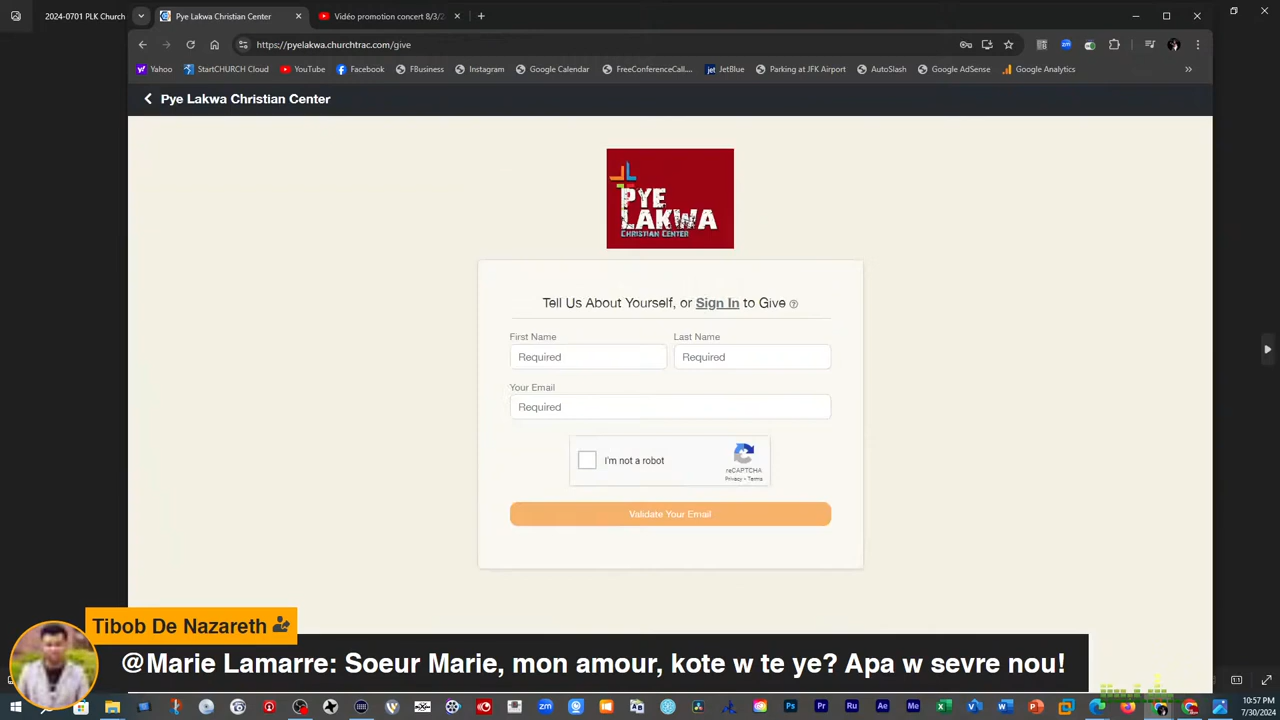 2024-0701 PLK Church
Pye Lakwa Christian Center
Vidéo promotion concert 8/3/2
https://pyelakwa.churchtrac.com/give
Yahoo
StartCHURCH Cloud
YouTube
Facebook
FBusiness
Instagram
Google Calendar
FreeConferenceCall....
JetBlue
Parking at JFK Airport
AutoSlash
Google AdSense
Google Analytics
Pye Lakwa Christian Center
PYE
LAKWA
CHRISTIAN CENTER
Tell Us About Yourself, or Sign In to Give
First Name
Last Name
Required
Required
Your Email
Required
I'm not a robot
reCAPTCHA
Privacy - Terms
Validate Your Email
Tibob De Nazareth
@Marie Lamarre: Soeur Marie, mon amour, kote w te ye? Apa w sevre nou!
10:57 PM
7/30/2024